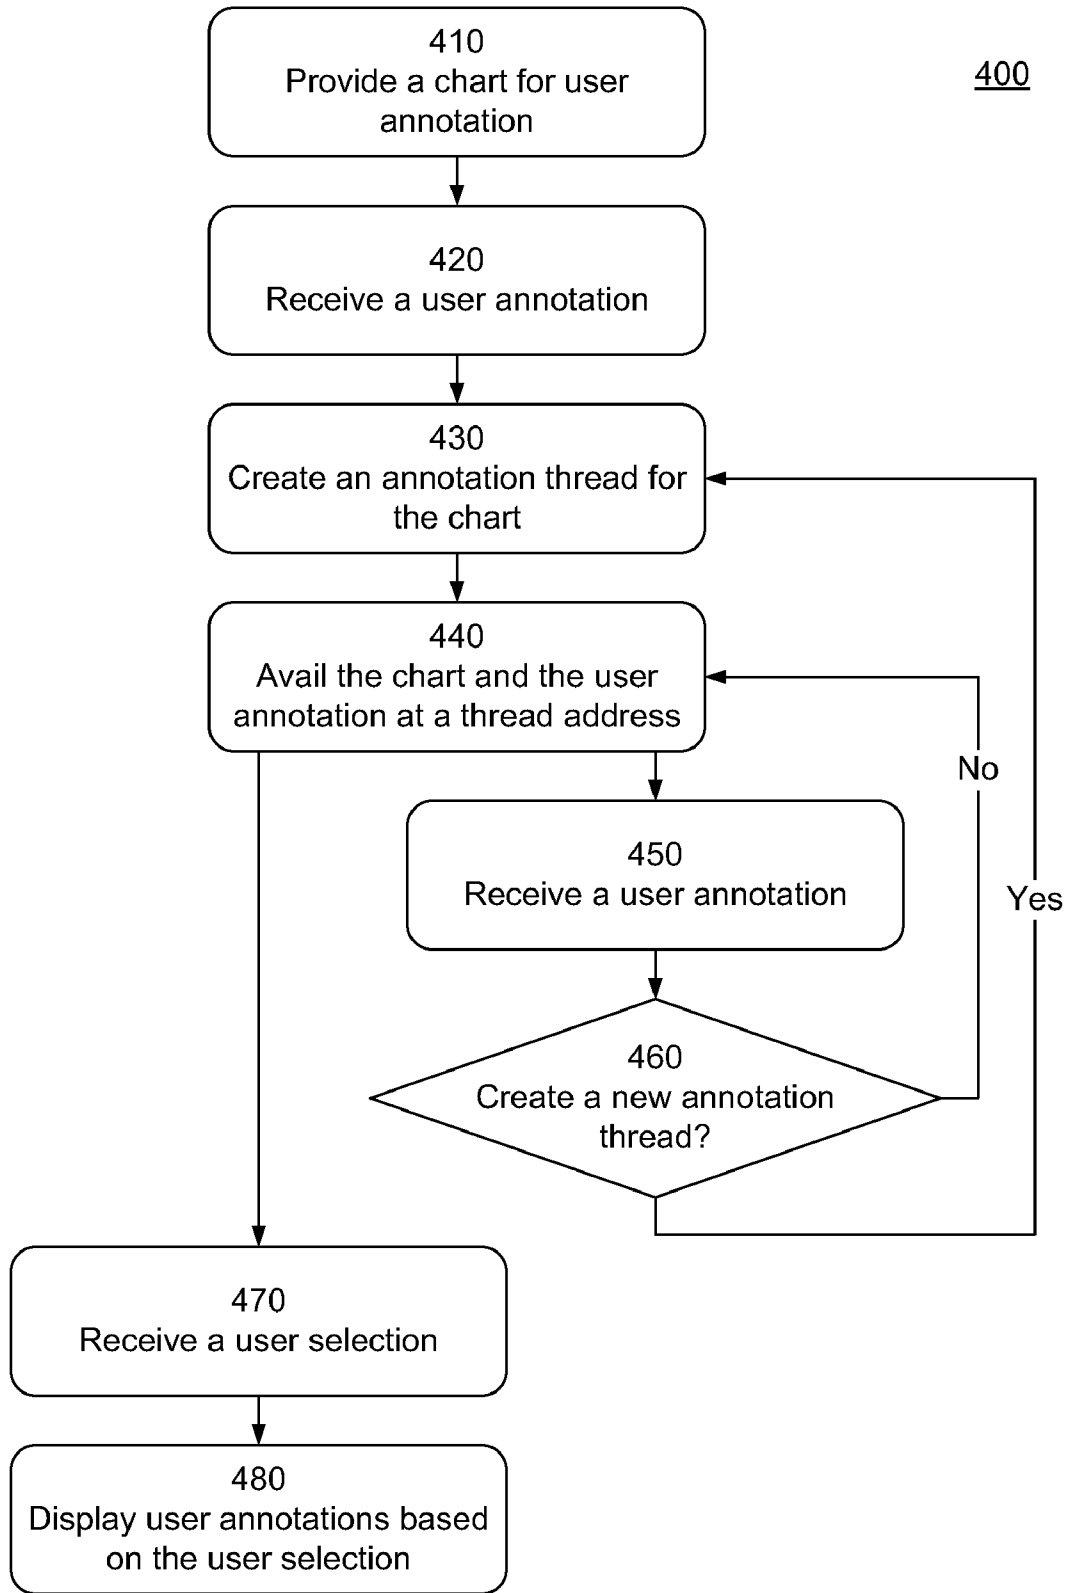 410
Provide a chart for user
annotation
400
420
Receive a user annotation
430
Create an annotation thread for
the chart
440
Avail the chart and the user
annotation at a thread address
No
450
Receive a user annotation
Yes
460
Create a new annotation
thread?
470
Receive a user selection
480
Display user annotations based
on the user selection